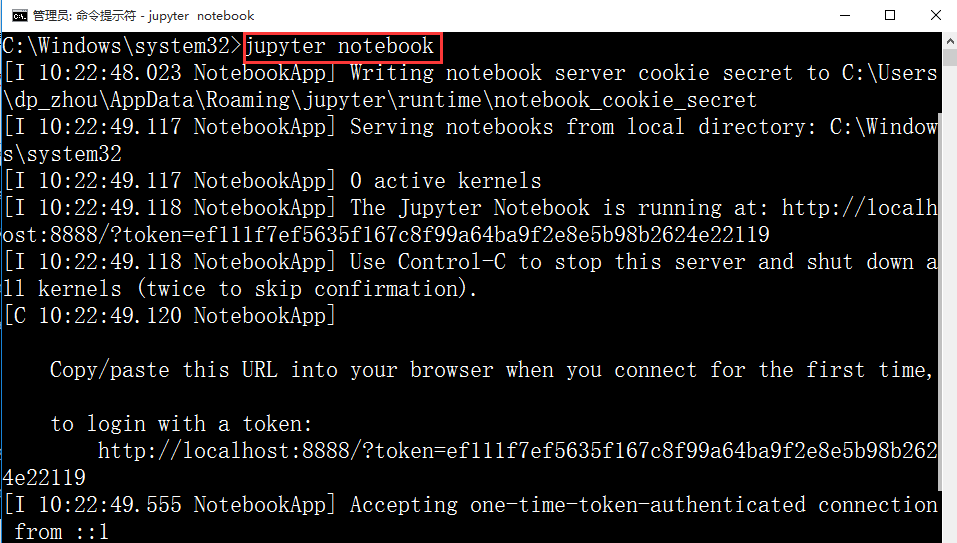 管理员: 命令提示符 - jupyter notebook
C:\Windows\system32>jupyter notebook
[I 10:22:48.023 NotebookApp] Writing notebook server cookie secret to C:\Users
\dp_zhou\AppData\Roaming\jupyter\runtime\notebook_cookie_secret
[I 10:22:49.117 NotebookApp] Serving notebooks from local directory: C:\Window
s\system32
[I 10:22:49.117 NotebookApp] 0 active kernels
[I 10:22:49.118 NotebookApp] The Jupyter Notebook is running at: http://localh
ost:8888/?token=ef111f7ef5635f167c8f99a64ba9f2e8e5b98b2624e22119
[I 10:22:49.118 NotebookApp] Use Control-C to stop this server and shut down a
ll kernels (twice to skip confirmation).
[C 10:22:49.120 NotebookApp]
Copy/paste this URL into your browser when you connect for the first time,
to login with a token:
http://localhost:8888/?token=ef111f7ef5635f167c8f99a64ba9f2e8e5b98b262
4e22119
[I 10:22:49.555 NotebookApp] Accepting one-time-token-authenticated connection
from ::1